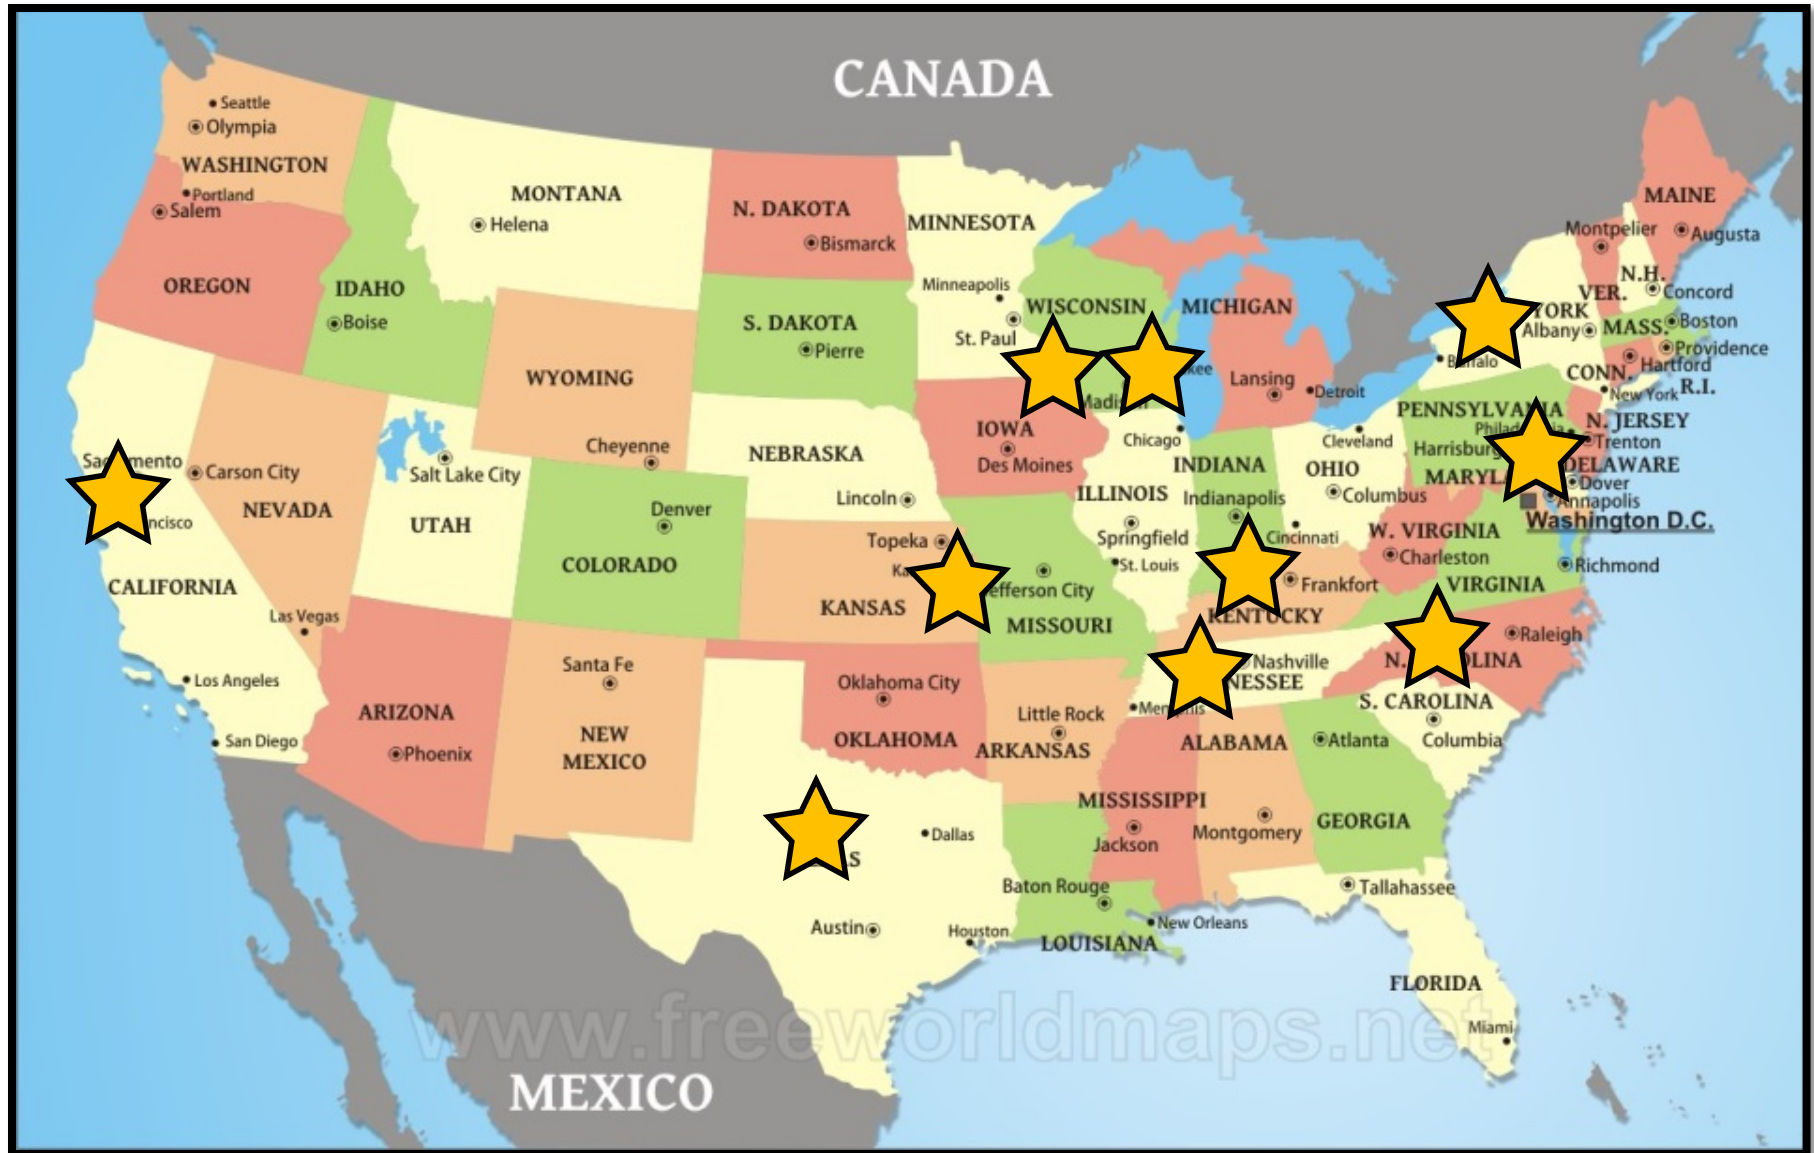 CANADA
Seattle
Olympia
WASHINGTON
Portland
Salem
OREGON
IDAHO
Boise
MONTANA
Helena
N. DAKOTA
Bismarck
S. DAKOTA
Pierre
MINNESOTA
Minneapolis
St. Paul
WISCONSIN
MICHIGAN
Lansing
Detroit
MAINE
Augusta
Montpelier
N.H.
VER.
Concord
YORK
Albany
MASS.
Boston
Providence
Hartford
CONN.
R.I.
New York
PENNSYLVANIA
Harrisburg
N. JERSEY
Trenton
DELAWARE
Dover
Annapolis
Washington D.C.
WYOMING
Cheyenne
NEBRASKA
Lincoln
IOWA
Des Moines
Chicago
ILLINOIS
Springfield
INDIANA
Indianapolis
OHIO
Cleveland
Columbus
Cincinnati
W. VIRGINIA
Charleston
VIRGINIA
Richmond
Carson City
NEVADA
Las Vegas
Salt Lake City
UTAH
Denver
COLORADO
Topeka
KANSAS
MISSOURI
St. Louis
Frankfort
KENTUCKY
CALIFORNIA
Los Angeles
San Diego
ARIZONA
Phoenix
Santa Fe
NEW
MEXICO
Oklahoma City
OKLAHOMA
Little Rock
ARKANSAS
Nashville
NESSEE
Raleigh
S. CAROLINA
Columbia
ALABAMA
Montgomery
Atlanta
GEORGIA
MISSISSIPPI
Jackson
Dallas
Austin
Houston
Baton Rouge
New Orleans
LOUISIANA
Tallahassee
FLORIDA
Miami
www.freeworldmaps.net
MEXICO